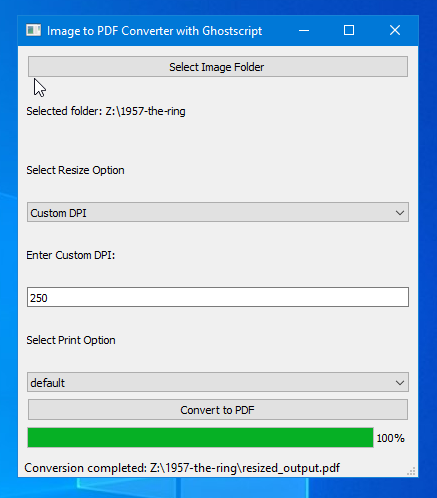 Image to PDF Converter with Ghostscript
Select Image Folder
Selected folder: Z:\1957-the-ring
Select Resize Option
Custom DPI
Enter Custom DPI:
250
Select Print Option
default
Convert to PDF
100%
Conversion completed: Z:\1957-the-ring\resized_output.pdf